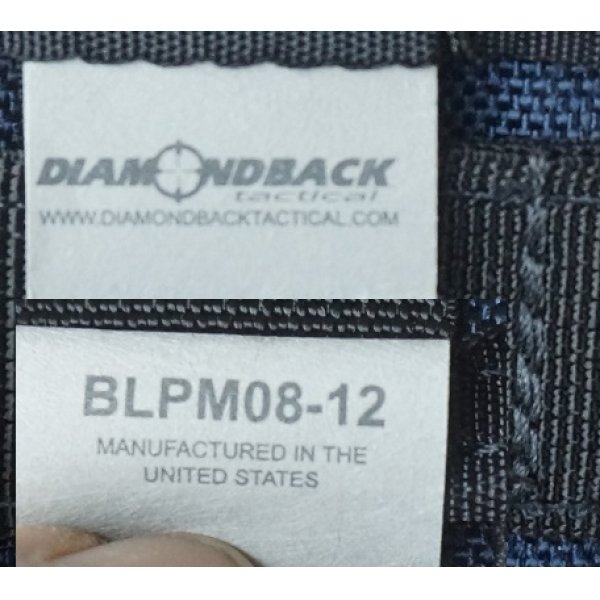 DIAMONDBACK
tactical
WWW.DIAMONDBACKTACTICAL.COM
BLPM08-12
MANUFACTURED IN THE
UNITED STATES